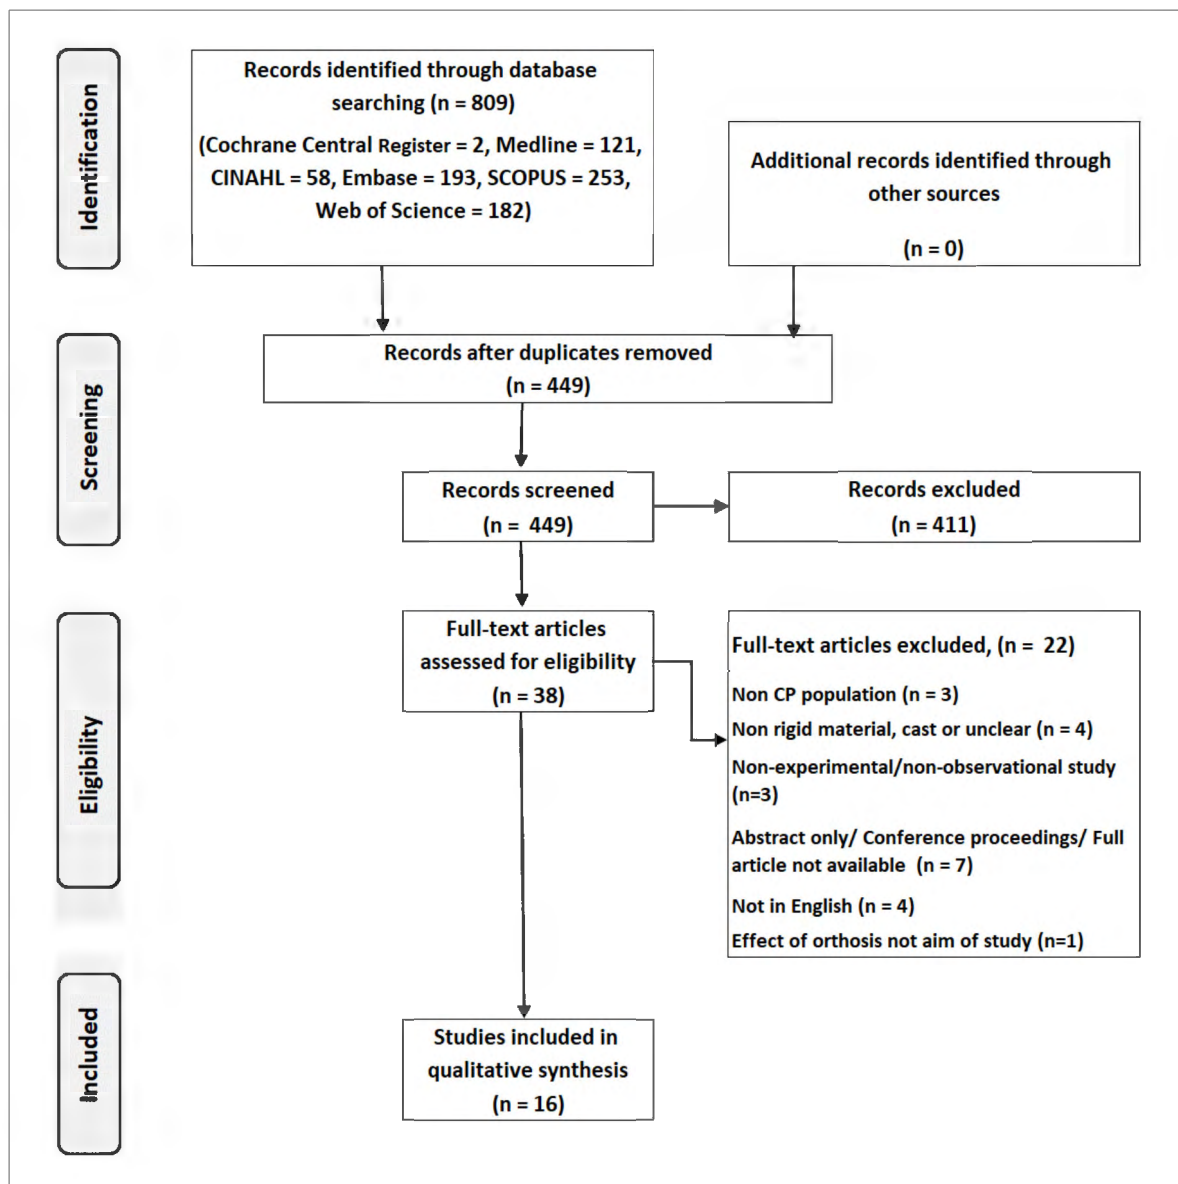 Identification
Records identified through database
searching (n = 809)
(Cochrane Central Register = 2, Medline = 121,
CINAHL = 58, Embase = 193, SCOPUS = 253,
Web of Science = 182)
Additional records identified through
other sources
(n = 0)
Screening
Records after duplicates removed
(n = 449)
Records screened
(n = 449)
Records excluded
(n = 411)
Eligibility
Full-text articles
assessed for eligibility
(n = 38)
Full-text articles excluded, (n = 22)
Non CP population (n = 3)
Non rigid material, cast or unclear (n = 4)
Non-experimental/non-observational study
(n=3)
Abstract only/ Conference proceedings/ Full
article not available (n = 7)
Not in English (n = 4)
Effect of orthosis not aim of study (n=1)
Included
Studies included in
qualitative synthesis
(n = 16)